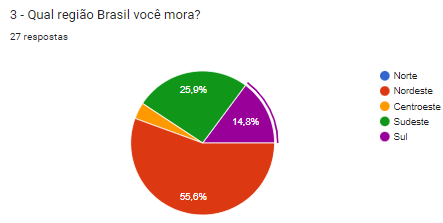 3 - Qual região Brasil você mora?
27 respostas
25,9%
14,8%
55,6%
Norte
Nordeste
Centroeste
Sudeste
Sul